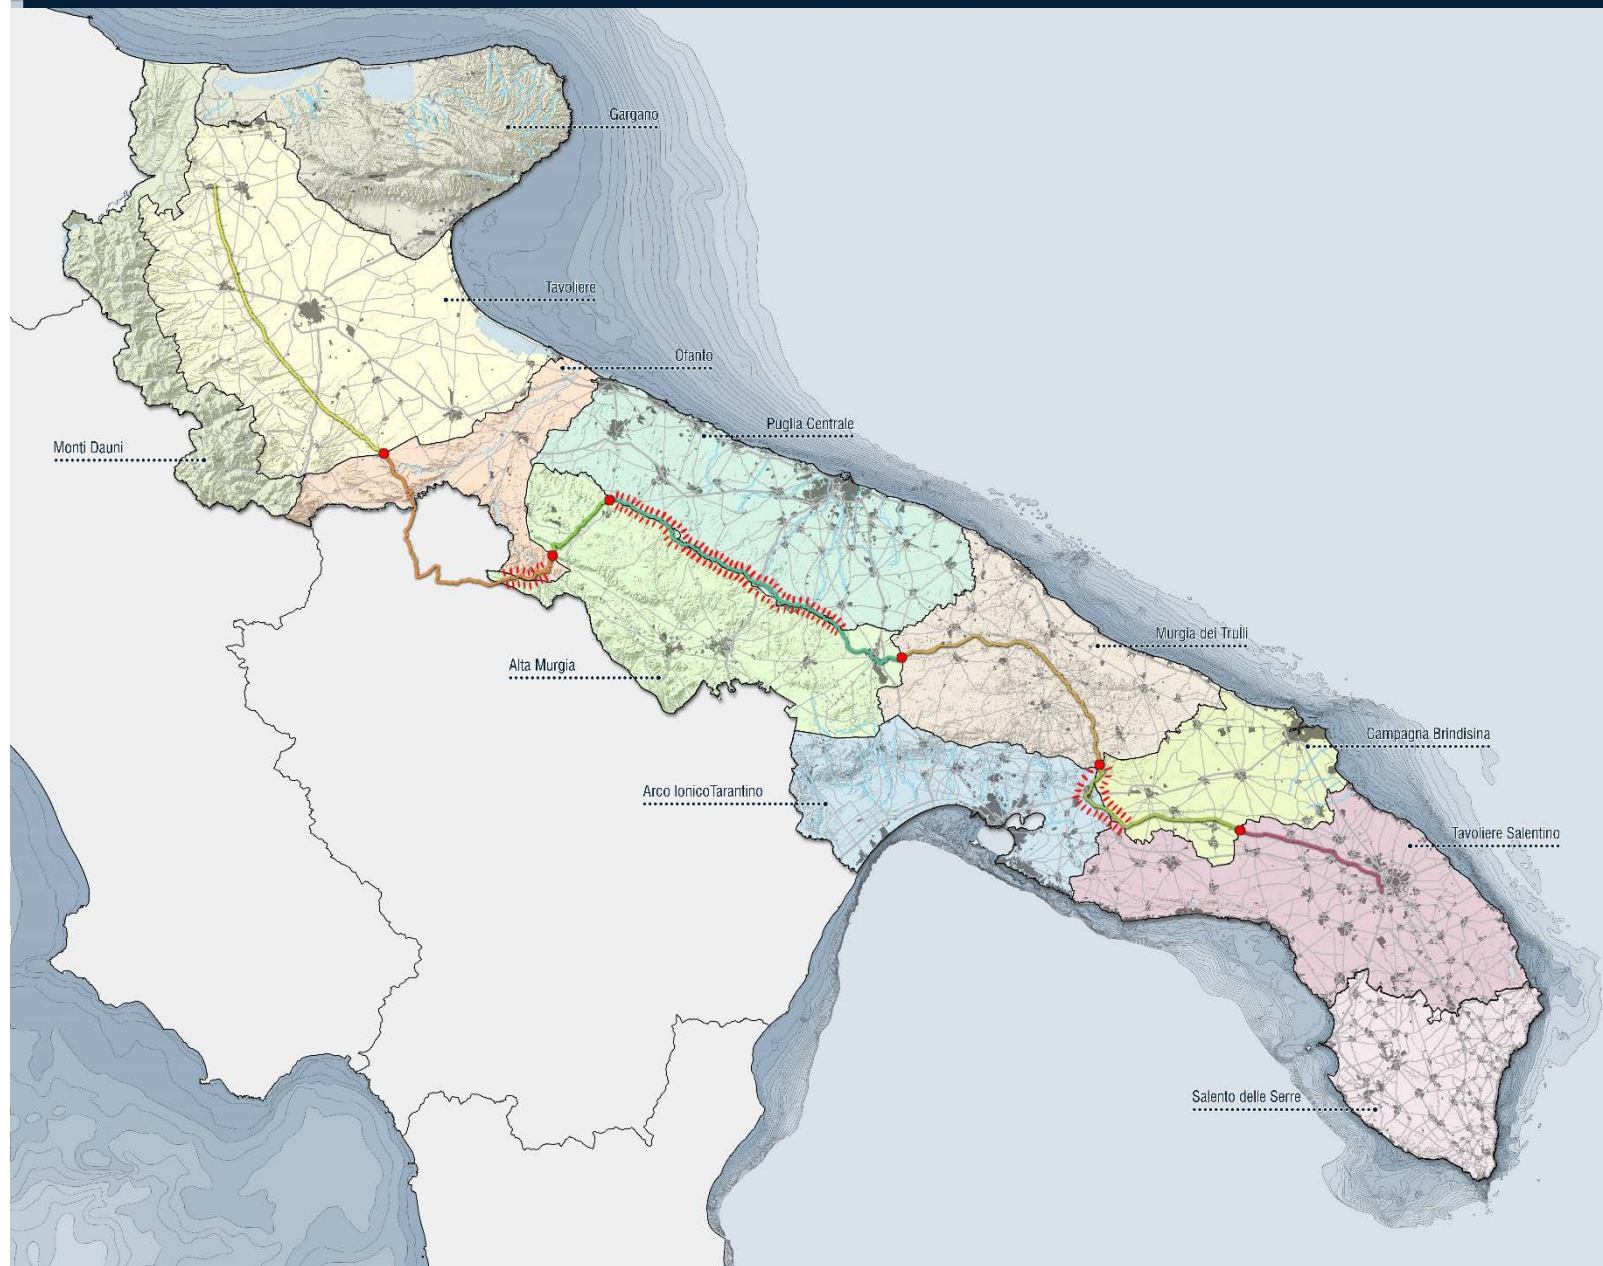 Gargano
Tavoliere
Ofanto
Puglia Centrale
Monti Dauni
Murgia dei Trulli
Alta Murgia
Campagna Brindisina
Arco IonicoTarantino
Tavoliere Salentino
Salento delle Serre